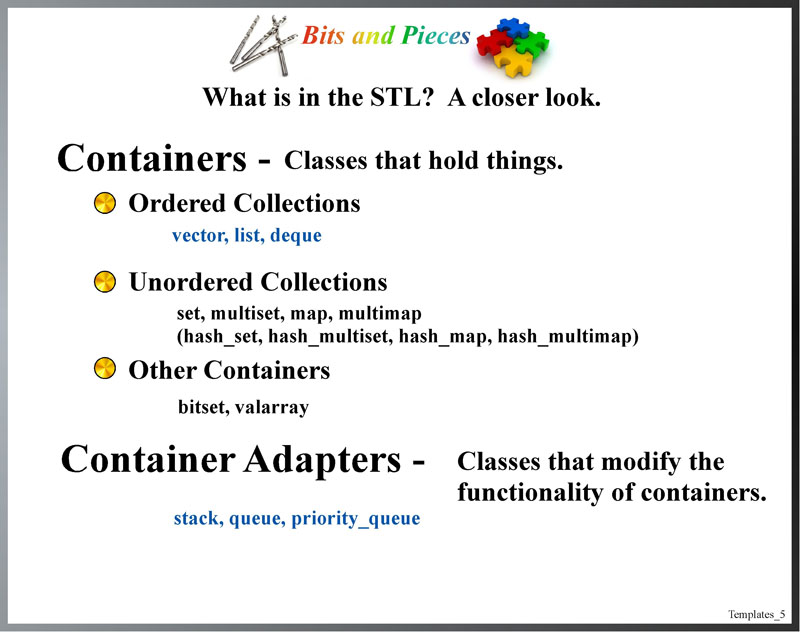 Bits and Pieces
What is in the STL?  A closer look.
Containers - Classes that hold things.
Ordered Collections
vector, list, deque
Unordered Collections
set, multiset, map, multimap
(hash_set, hash_multiset, hash_map, hash_multimap)
Other Containers
bitset, valarray
Container Adapters - Classes that modify the
functionality of containers.
stack, queue, priority_queue
Templates_5